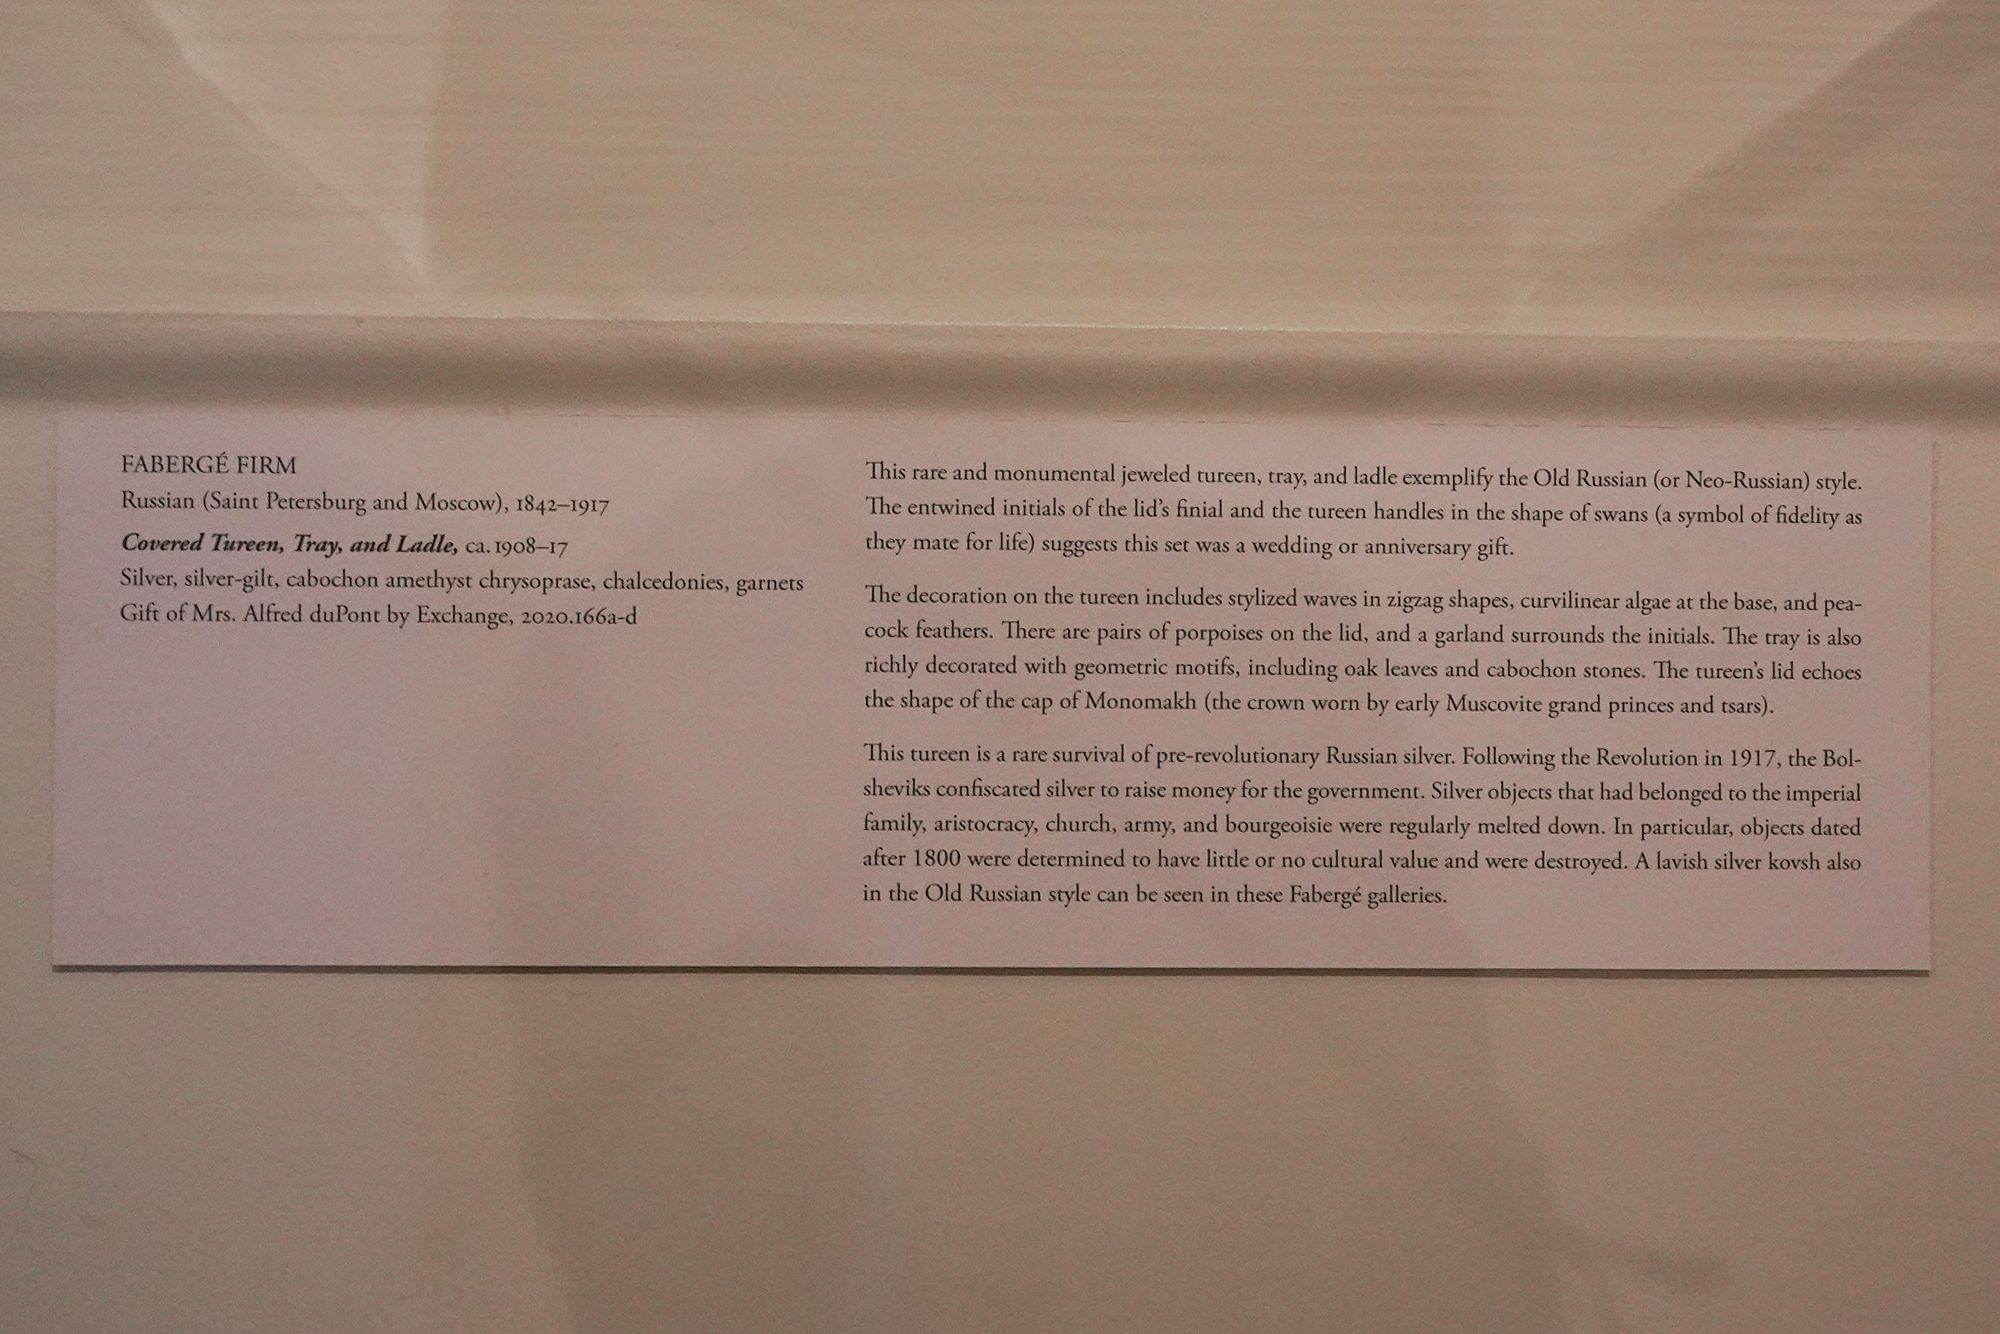 FABERGÉ FIRM
Russian (Saint Petersburg and Moscow), 1842–1917
Covered Tureen, Tray, and Ladle, ca. 1908–17
Silver, silver-gilt, cabochon amethyst chrysoprase, chalcedonies, garnets
Gift of Mrs. Alfred duPont by Exchange, 2020.166a-d
This rare and monumental jeweled tureen, tray, and ladle exemplify the Old Russian (or Neo-Russian) style.
The entwined initials of the lid's finial and the tureen handles in the shape of swans (a symbol of fidelity as
they mate for life) suggests this set was a wedding or anniversary gift.
The decoration on the tureen includes stylized waves in zigzag shapes, curvilinear algae at the base, and pea-
cock feathers. There are pairs of porpoises on the lid, and a garland surrounds the initials. The tray is also
richly decorated with geometric motifs, including oak leaves and cabochon stones. The tureen's lid echoes
the shape of the cap of Monomakh (the crown worn by early Muscovite grand princes and tsars).
This tureen is a rare survival of pre-revolutionary Russian silver. Following the Revolution in 1917, the Bol-
sheviks confiscated silver to raise money for the government. Silver objects that had belonged to the imperial
family, aristocracy, church, army, and bourgeoisie were regularly melted down. In particular, objects dated
after 1800 were determined to have little or no cultural value and were destroyed. A lavish silver kovsh also
in the Old Russian style can be seen in these Fabergé galleries.